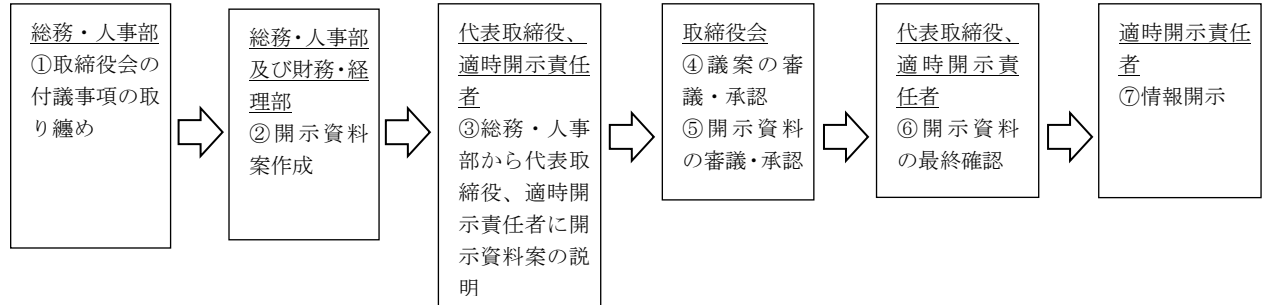 総務・人事部
①取締役会の
付議事項の取
り纏め
総務・人事部
及び財務・経
理部
②開示資料
案作成
代表取締役、
適時開示責任
者
③総務・人事
部から代表取
締役、適時開
示責任者に開
示資料案の説
明
取締役会
④議案の審
議・承認
⑤開示資料
の審議・承認
代表取締役、
適時開示責
任者
⑥開示資料
の最終確認
適時開示責任
者
⑦情報開示